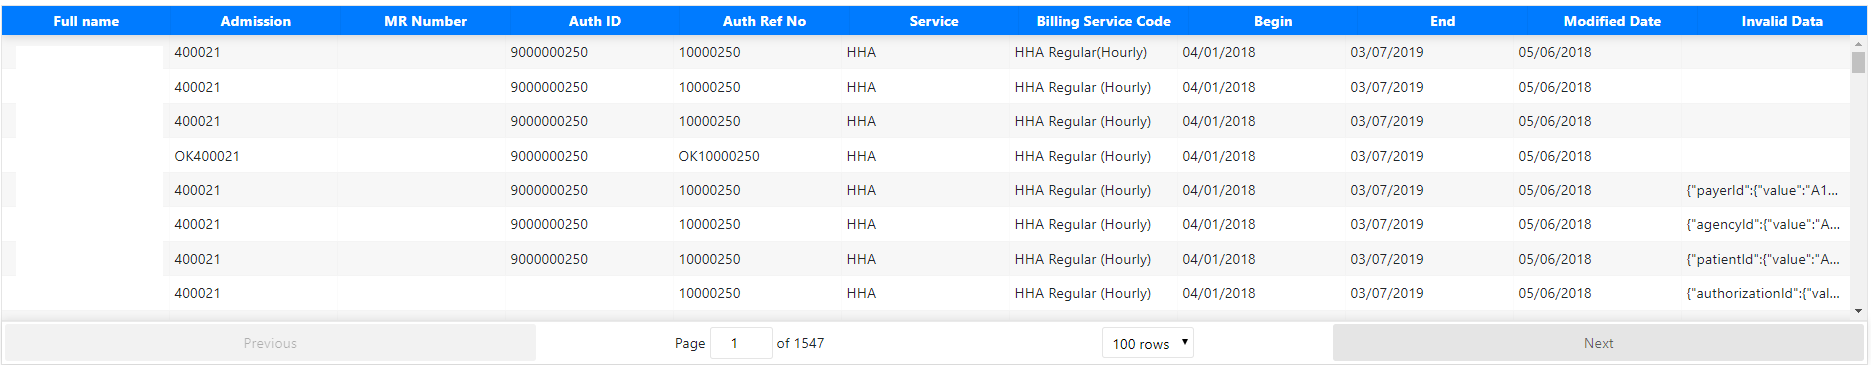 Full name Admission MR Number Auth ID Auth Ref No Service Billing Service Code Begin End Modified Date Invalid Data
400021 9000000250 10000250 HHA HHA Regular(Hourly) 04/01/2018 03/07/2019 05/06/2018
400021 9000000250 10000250 HHA HHA Regular (Hourly) 04/01/2018 03/07/2019 05/06/2018
400021 9000000250 10000250 HHA HHA Regular (Hourly) 04/01/2018 03/07/2019 05/06/2018
OK400021 9000000250 OK10000250 HHA HHA Regular (Hourly) 04/01/2018 03/07/2019 05/06/2018
400021 9000000250 10000250 HHA HHA Regular (Hourly) 04/01/2018 03/07/2019 05/06/2018 {"payerId":{"value":"A1...
400021 9000000250 10000250 HHA HHA Regular (Hourly) 04/01/2018 03/07/2019 05/06/2018 {"agencyId":{"value":"A...
400021 9000000250 10000250 HHA HHA Regular (Hourly) 04/01/2018 03/07/2019 05/06/2018 {"patientId":{"value":"A...
400021 10000250 HHA HHA Regular (Hourly) 04/01/2018 03/07/2019 05/06/2018 {"authorizationId":{"val...
Previous Page 1 of 1547 100 rows Next